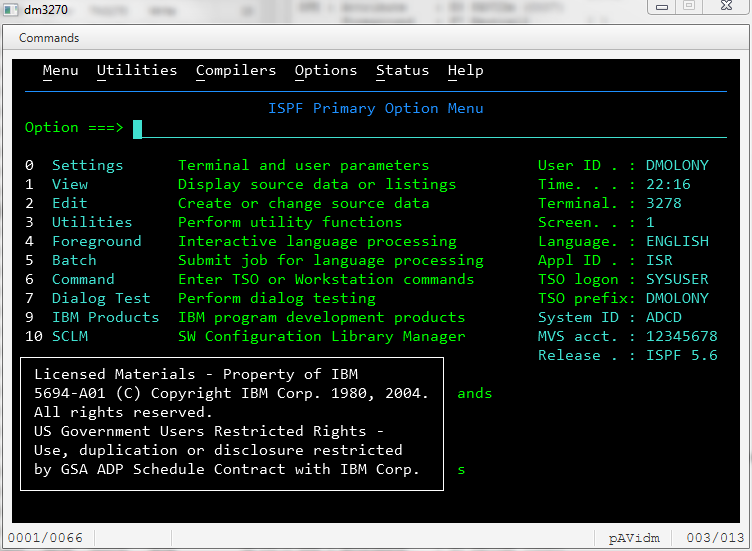 dm3270
Commands
Menu Utilities Compilers Options Status Help
ISPF Primary Option Menu
Option ===>
0 Settings Terminal and user parameters User ID . : DMOLONY
1 View Display source data or listings Time. . . : 22:16
2 Edit Create or change source data Terminal. : 3278
3 Utilities Perform utility functions Screen. . : 1
4 Foreground Interactive language processing Language. : ENGLISH
5 Batch Submit job for language processing Appl ID . : ISR
6 Command Enter TSO or Workstation commands TSO logon : SYSUSER
7 Dialog Test Perform dialog testing TSO prefix: DMOLONY
9 IBM Products IBM program development products System ID : ADCD
10 SCLM SW Configuration Library Manager MVS acct. : 12345678
Release . : ISPF 5.6
Licensed Materials - Property of IBM
5694-A01 (C) Copyright IBM Corp. 1980, 2004. ands
All rights reserved.
US Government Users Restricted Rights -
Use, duplication or disclosure restricted
by GSA ADP Schedule Contract with IBM Corp. s
0001/0066 pAVidm 003/013